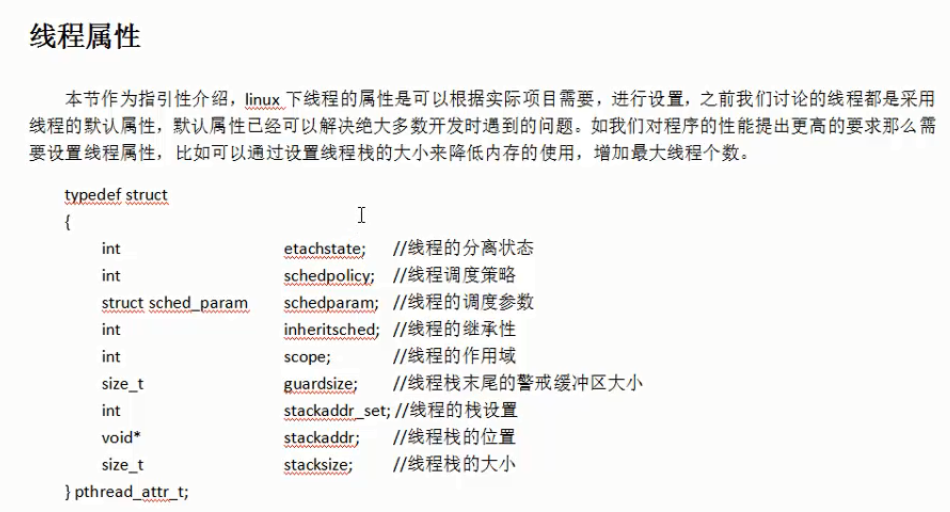 线程属性
本节作为指引性介绍，linux 下线程的属性是可以根据实际项目需要，进行设置，之前我们讨论的线程都是采用
线程的默认属性，默认属性已经可以解决绝大多数开发时遇到的问题。如我们对程序的性能提出更高的要求那么需
要设置线程属性，比如可以通过设置线程栈的大小来降低内存的使用，增加最大线程个数。
typedef struct
{
int etachstate; //线程的分离状态
int schedpolicy; //线程调度策略
struct sched_param schedparam; //线程的调度参数
int inheritsched; //线程的继承性
int scope; //线程的作用域
size_t guardsize; //线程栈末尾的警戒缓冲区大小
int stackaddr_set; //线程的栈设置
void* stackaddr; //线程栈的位置
size_t stacksize; //线程栈的大小
} pthread_attr_t;